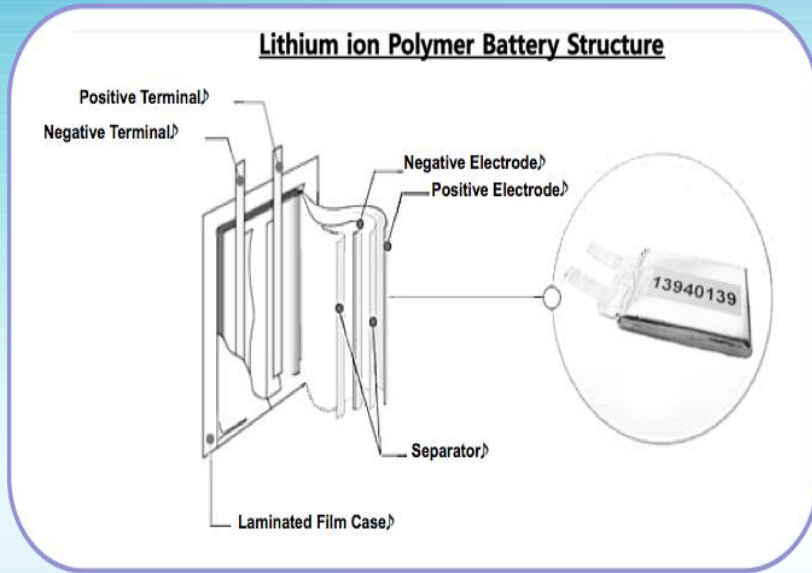 Lithium ion Polymer Battery Structure
Positive Terminal♪
Negative Terminal♪
Negative Electrode♪
Positive Electrode♪
13940139
Separator♪
Laminated Film Case♪